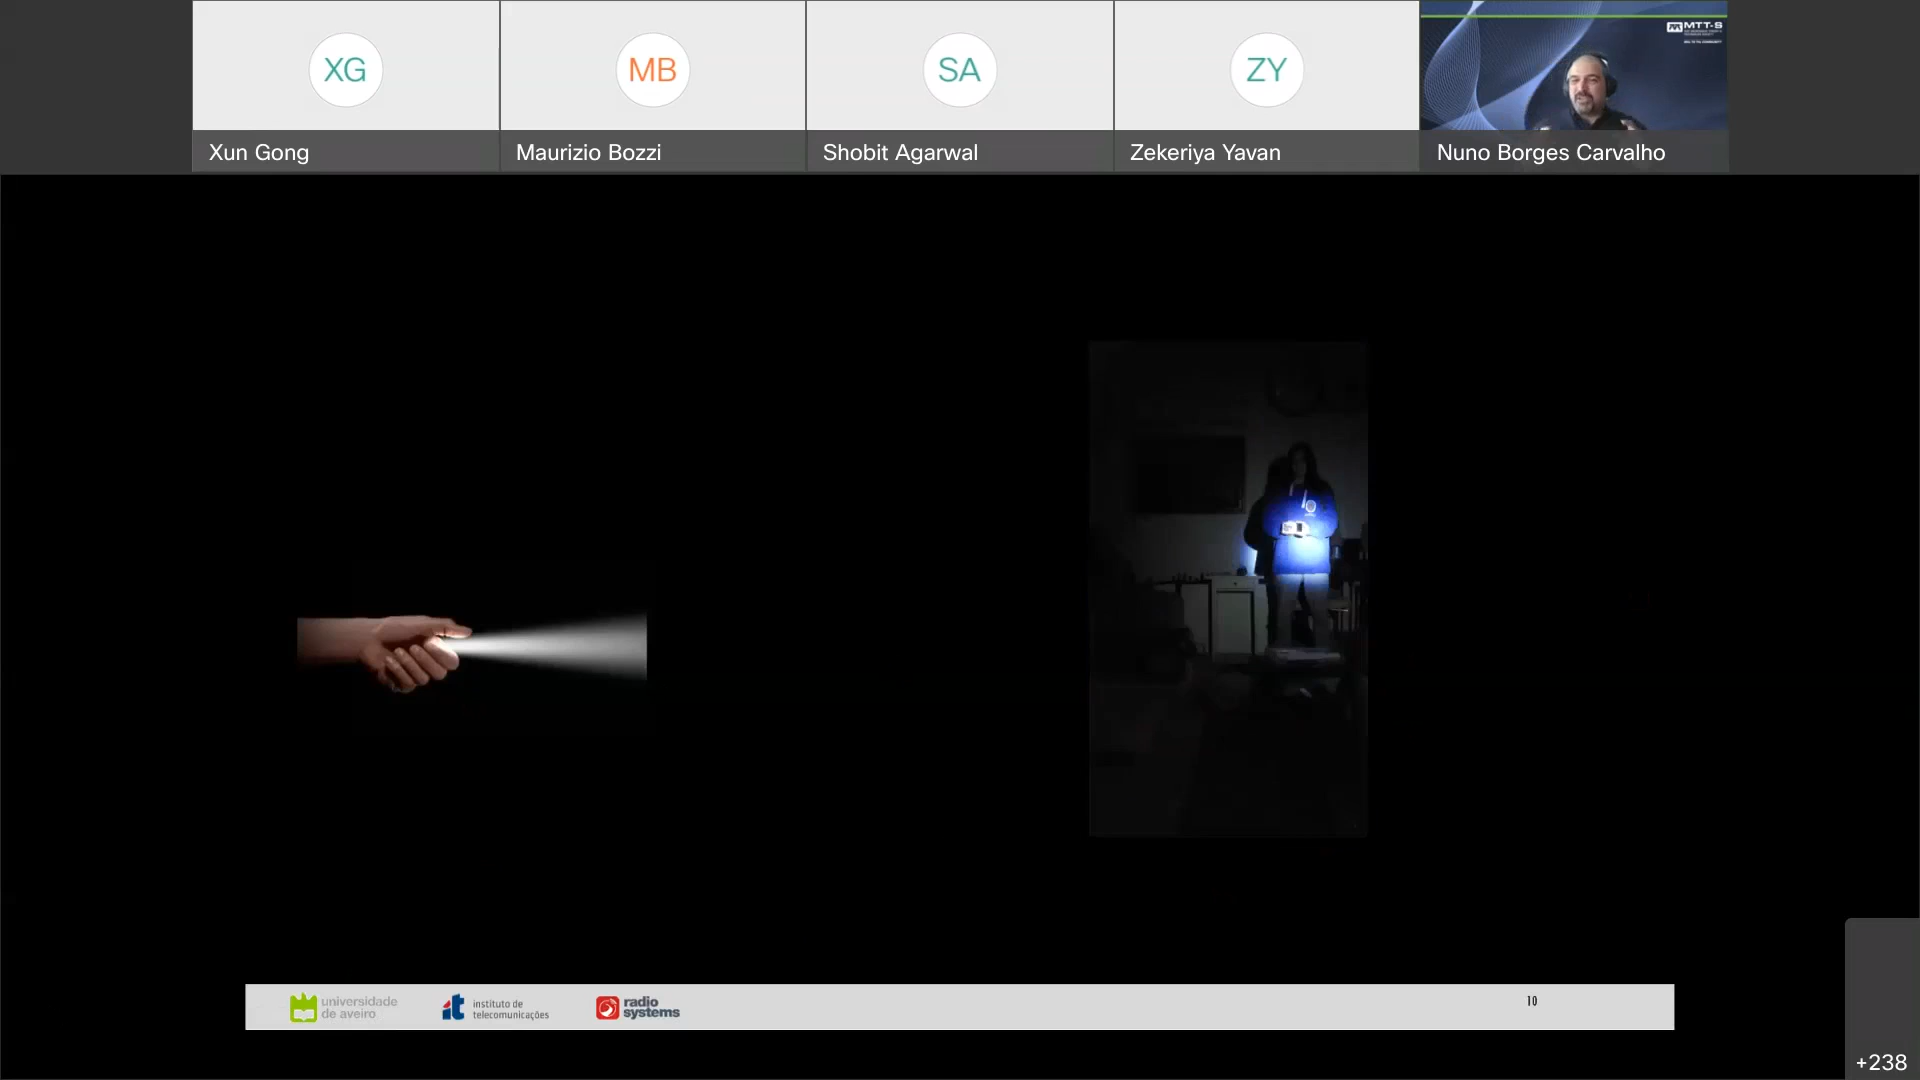 XG
MB
SA
ZY
MTT-S
Xun Gong
Maurizio Bozzi
Shobit Agarwal
Zekeriya Yavan
Nuno Borges Carvalho
universidade
de aveiro
it
instituto de
telecomunicações
radio
systems
10
+238